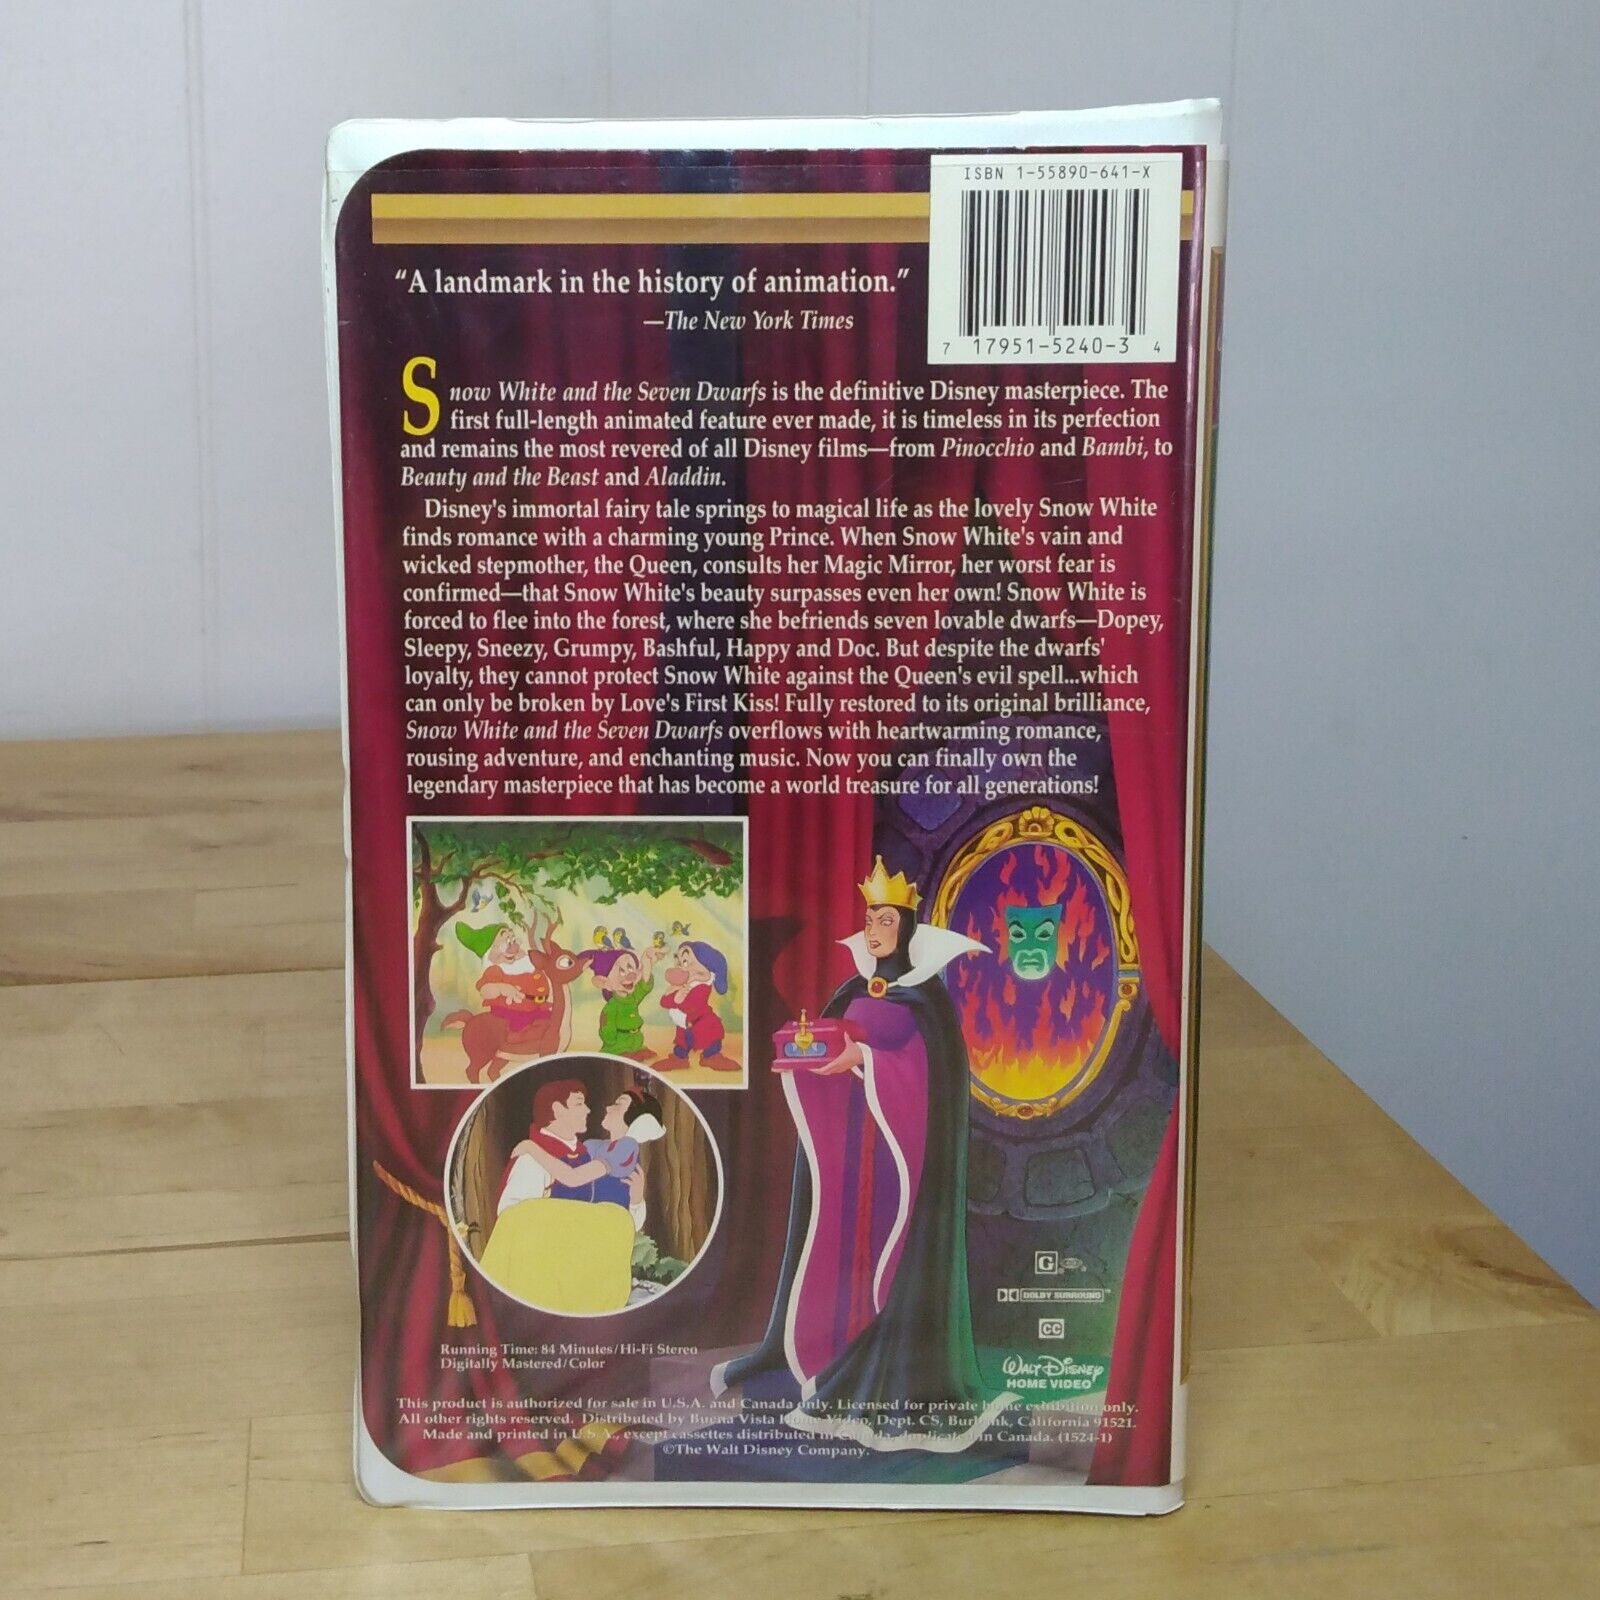 ISBN 1-55890-641-X
7 17951-5240-3 4
“A landmark in the history of animation.”
—The New York Times
Snow White and the Seven Dwarfs is the definitive Disney masterpiece. The
first full-length animated feature ever made, it is timeless in its perfection
and remains the most revered of all Disney films—from Pinocchio and Bambi, to
Beauty and the Beast and Aladdin.
Disney's immortal fairy tale springs to magical life as the lovely Snow White
finds romance with a charming young Prince. When Snow White's vain and
wicked stepmother, the Queen, consults her Magic Mirror, her worst fear is
confirmed—that Snow White's beauty surpasses even her own! Snow White is
forced to flee into the forest, where she befriends seven lovable dwarfs—Dopey,
Sleepy, Sneezy, Grumpy, Bashful, Happy and Doc. But despite the dwarfs'
loyalty, they cannot protect Snow White against the Queen's evil spell...which
can only be broken by Love's First Kiss! Fully restored to its original brilliance,
Snow White and the Seven Dwarfs overflows with heartwarming romance,
rousing adventure, and enchanting music. Now you can finally own the
legendary masterpiece that has become a world treasure for all generations!
G
DOLBY SURROUND™
CC
WALT DISNEY
HOME VIDEO
Running Time: 84 Minutes/Hi-Fi Stereo
Digitally Mastered/Color
This product is authorized for sale in U.S.A. and Canada only. Licensed for private home exhibition only.
All other rights reserved. Distributed by Buena Vista Home Video, Dept. CS, Burbank, California 91521.
Made and printed in U.S.A., except cassettes distributed in Canada, duplicated in Canada. (1524-1)
©The Walt Disney Company.